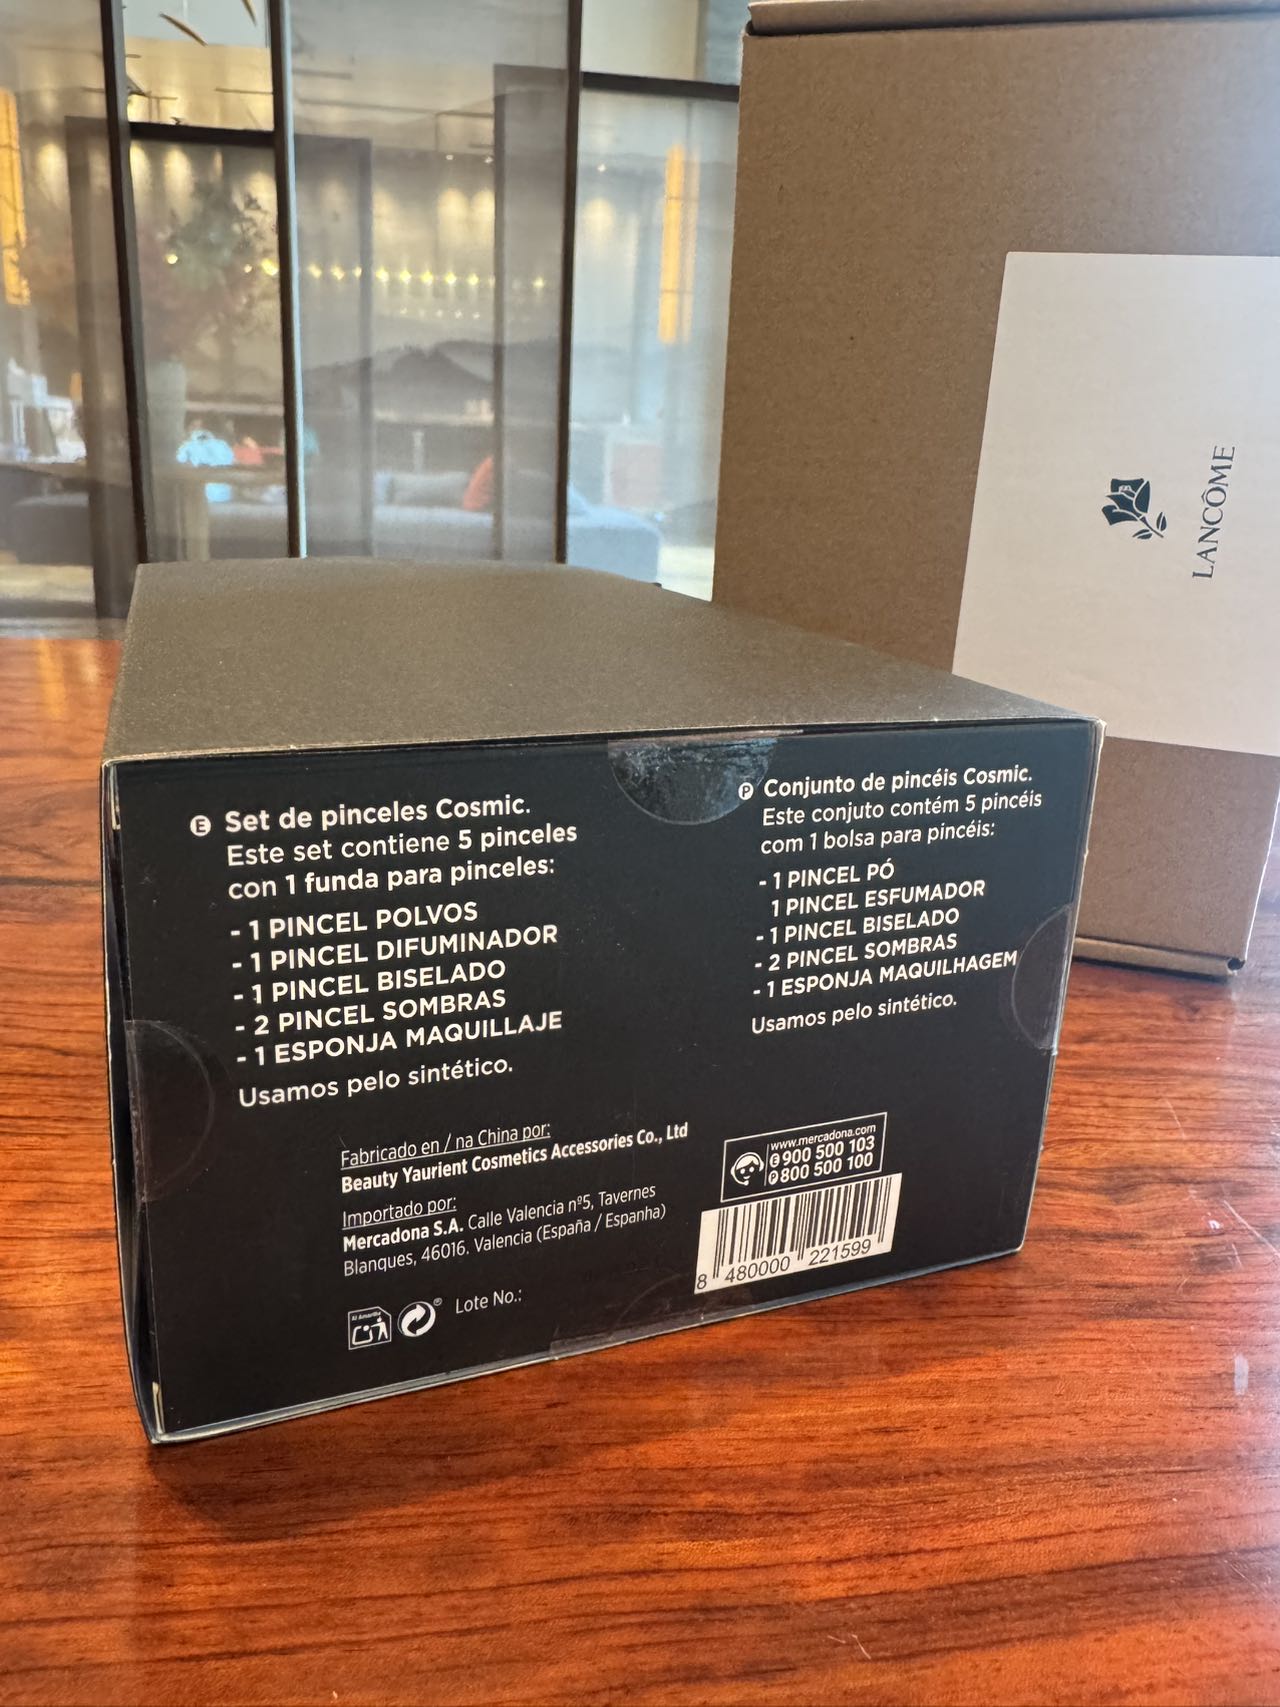 LANCÔME
E Set de pinceles Cosmic.
Este set contiene 5 pinceles
con 1 funda para pinceles:
- 1 PINCEL POLVOS
- 1 PINCEL DIFUMINADOR
- 1 PINCEL BISELADO
- 2 PINCEL SOMBRAS
- 1 ESPONJA MAQUILLAJE
Usamos pelo sintético.
P Conjunto de pincéis Cosmic.
Este conjuto contém 5 pincéis
com 1 bolsa para pincéis:
- 1 PINCEL PÓ
1 PINCEL ESFUMADOR
- 1 PINCEL BISELADO
- 2 PINCEL SOMBRAS
- 1 ESPONJA MAQUILHAGEM
Usamos pelo sintético.
Fabricado en / na China por:
Beauty Yaurient Cosmetics Accessories Co., Ltd
Importado por:
Mercadona S.A. Calle Valencia nº5, Tavernes
Blanques, 46016. Valencia (España / Espanha)
Al Amarillo
® Lote No.:
www.mercadona.com
E 900 500 103
P 800 500 100
8 480000 221599